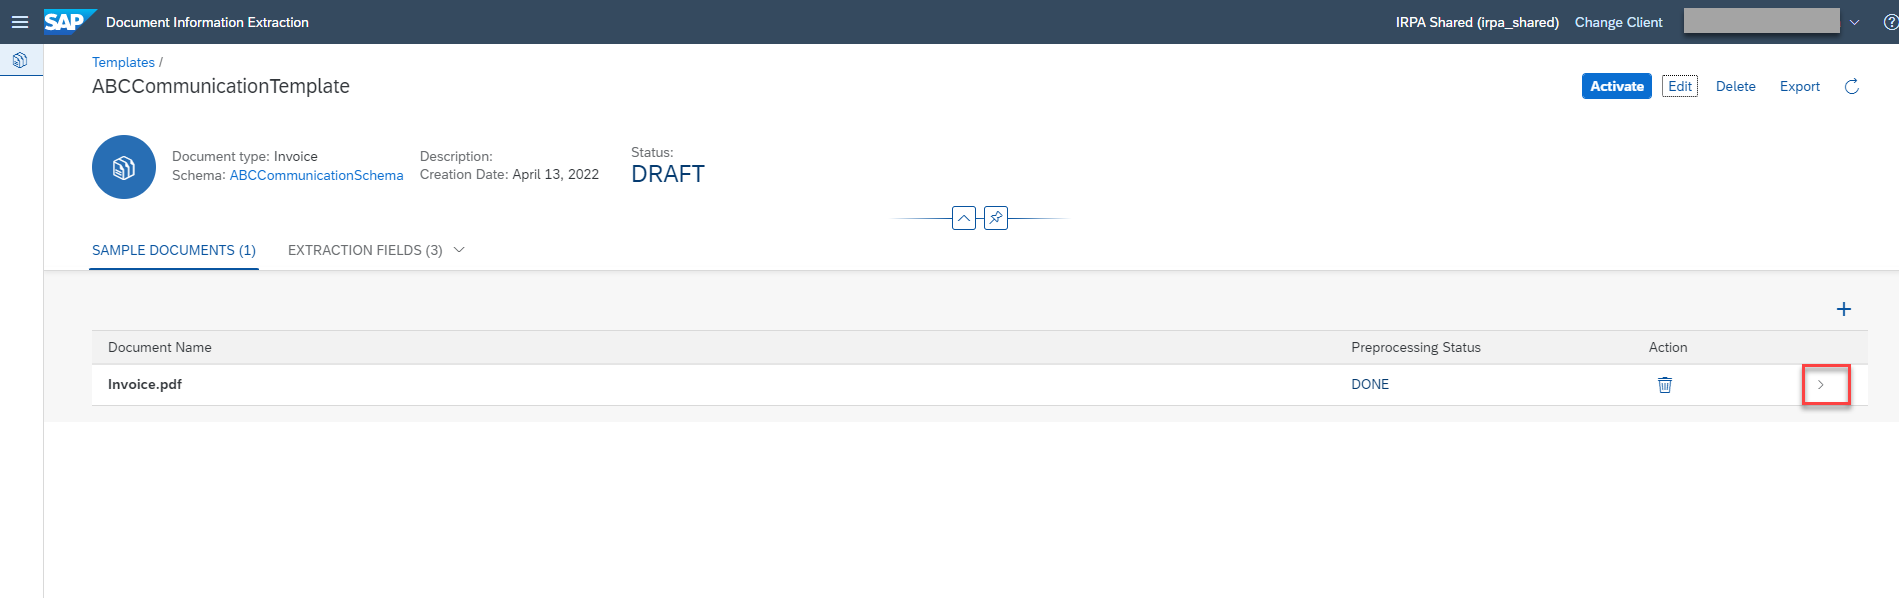 SAP Document Information Extraction IRPA Shared (irpa_shared) Change Client ?
Templates /
ABCCommunicationTemplate
Activate Edit Delete Export
Document type: Invoice
Schema: ABCCommunicationSchema
Description:
Creation Date: April 13, 2022
Status:
DRAFT
SAMPLE DOCUMENTS (1) EXTRACTION FIELDS (3)
Document Name Preprocessing Status Action
Invoice.pdf DONE